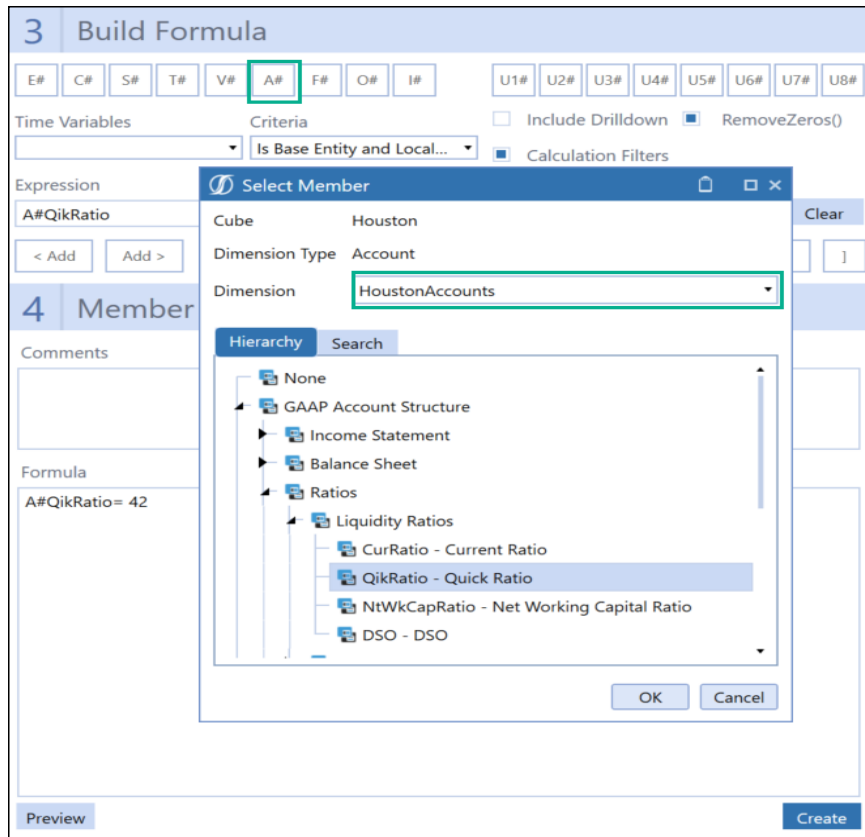 3 Build Formula
E# C# S# T# V# A# F# O# I# U1# U2# U3# U4# U5# U6# U7# U8#
Time Variables Criteria Include Drilldown RemoveZeros()
Is Base Entity and Local... Calculation Filters
Expression Select Member
A#QikRatio Clear
Cube Houston
< Add Add > ]
Dimension Type Account
Dimension HoustonAccounts
4 Member
Hierarchy Search
Comments
None
GAAP Account Structure
Income Statement
Balance Sheet
Formula
Ratios
A#QikRatio= 42
Liquidity Ratios
CurRatio - Current Ratio
QikRatio - Quick Ratio
NtWkCapRatio - Net Working Capital Ratio
DSO - DSO
OK Cancel
Preview Create